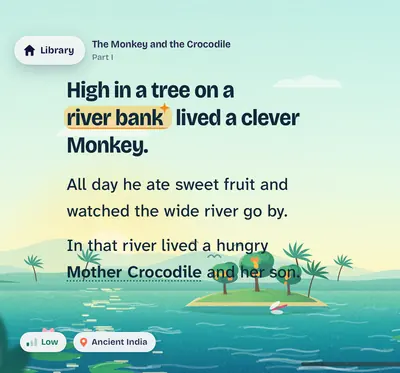 Library
The Monkey and the Crocodile
Part I
High in a tree on a
river bank lived a clever
Monkey.
All day he ate sweet fruit and
watched the wide river go by.
In that river lived a hungry
Mother Crocodile and her son.
Low
Ancient India